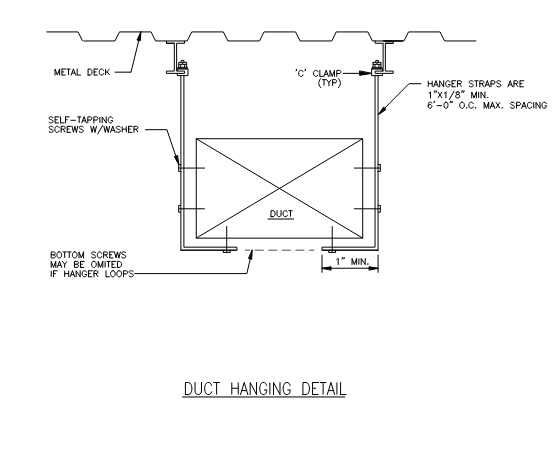 METAL DECK
'C' CLAMP
(TYP)
HANGER STRAPS ARE
1"X1/8" MIN.
6'-0" O.C. MAX. SPACING
SELF-TAPPING
SCREWS W/WASHER
DUCT
BOTTOM SCREWS
MAY BE OMITED
IF HANGER LOOPS
1" MIN.
DUCT HANGING DETAIL